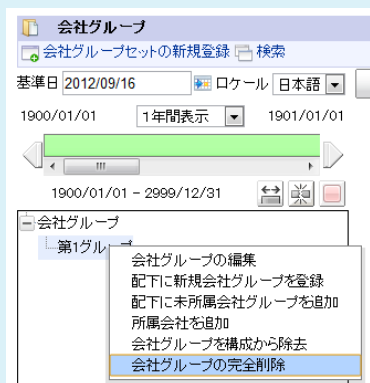 会社グループ
会社グループセットの新規登録 検索
基準日 2012/09/16 ロケール 日本語
1900/01/01 1年間表示 1901/01/01
1900/01/01 - 2999/12/31
会社グループ
第1グル
会社グループの編集
配下に新規会社グループを登録
配下に未所属会社グループを追加
所属会社を追加
会社グループを構成から除去
会社グループの完全削除